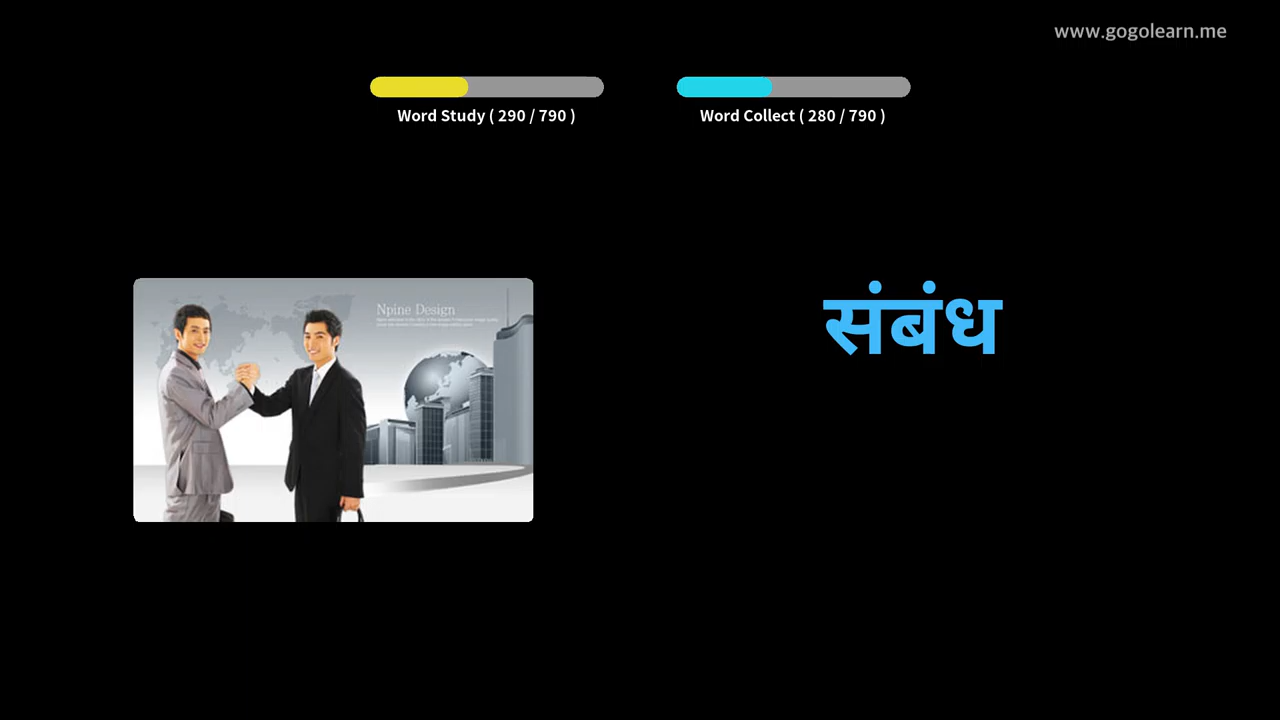 www.gogolearn.me
Word Study ( 290 / 790 )
Word Collect ( 280 / 790 )
Npine Design
संबंध